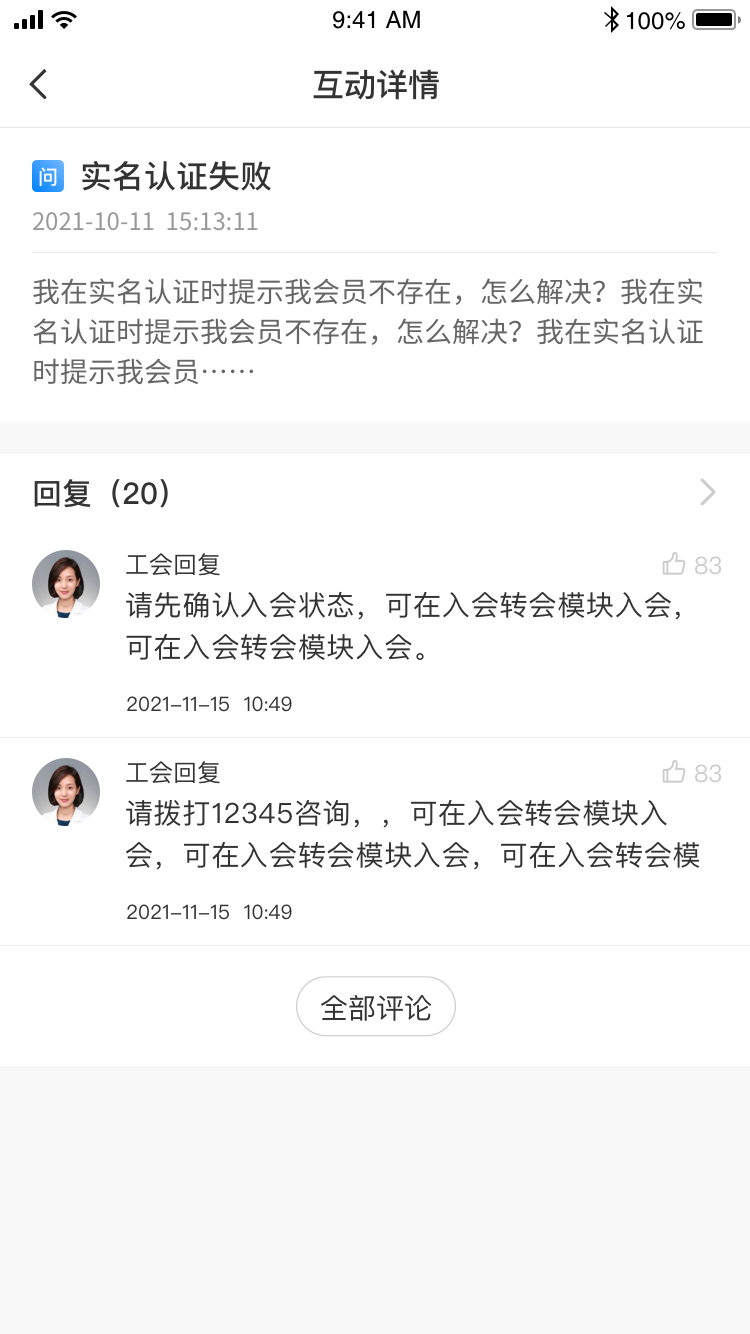 9:41 AM
100%
互动详情
问 实名认证失败
2021-10-11 15:13:11
我在实名认证时提示我会员不存在，怎么解决？我在实
名认证时提示我会员不存在，怎么解决？我在实名认证
时提示我会员……
回复（20）
工会回复
83
请先确认入会状态，可在入会转会模块入会，
可在入会转会模块入会。
2021–11–15 10:49
工会回复
83
请拨打12345咨询，，可在入会转会模块入
会，可在入会转会模块入会，可在入会转会模
2021–11–15 10:49
全部评论